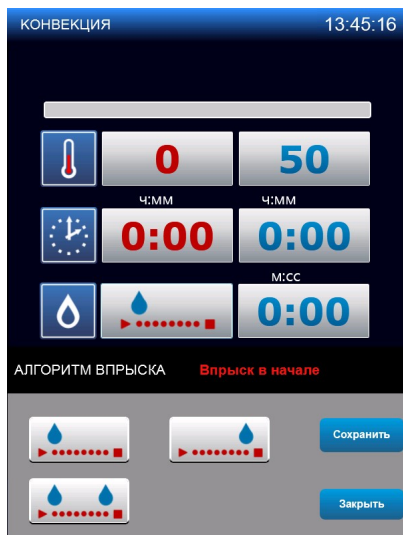 КОНВЕКЦИЯ 13:45:16
0 50
ч:мм ч:мм
0:00 0:00
м:сс
0:00
АЛГОРИТМ ВПРЫСКА Впрыск в начале
Сохранить
Закрыть